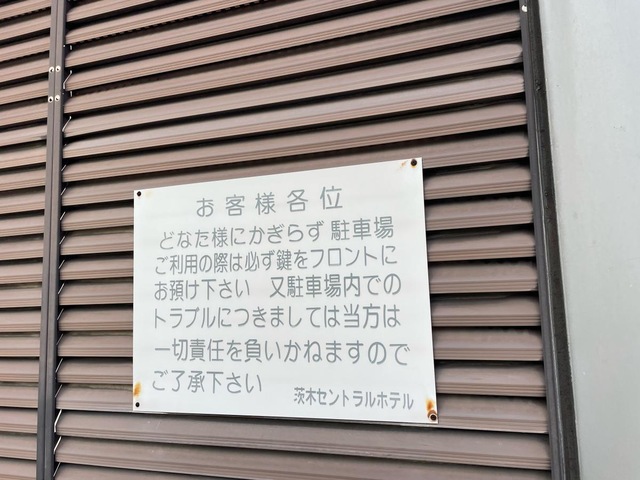 お客様各位
どなた様にかぎらず 駐車場
ご利用の際は必ず鍵をフロントに
お預け下さい　又駐車場内での
トラブルにつきましては当方は
一切責任を負いかねますので
ご了承下さい　茨木セントラルホテル